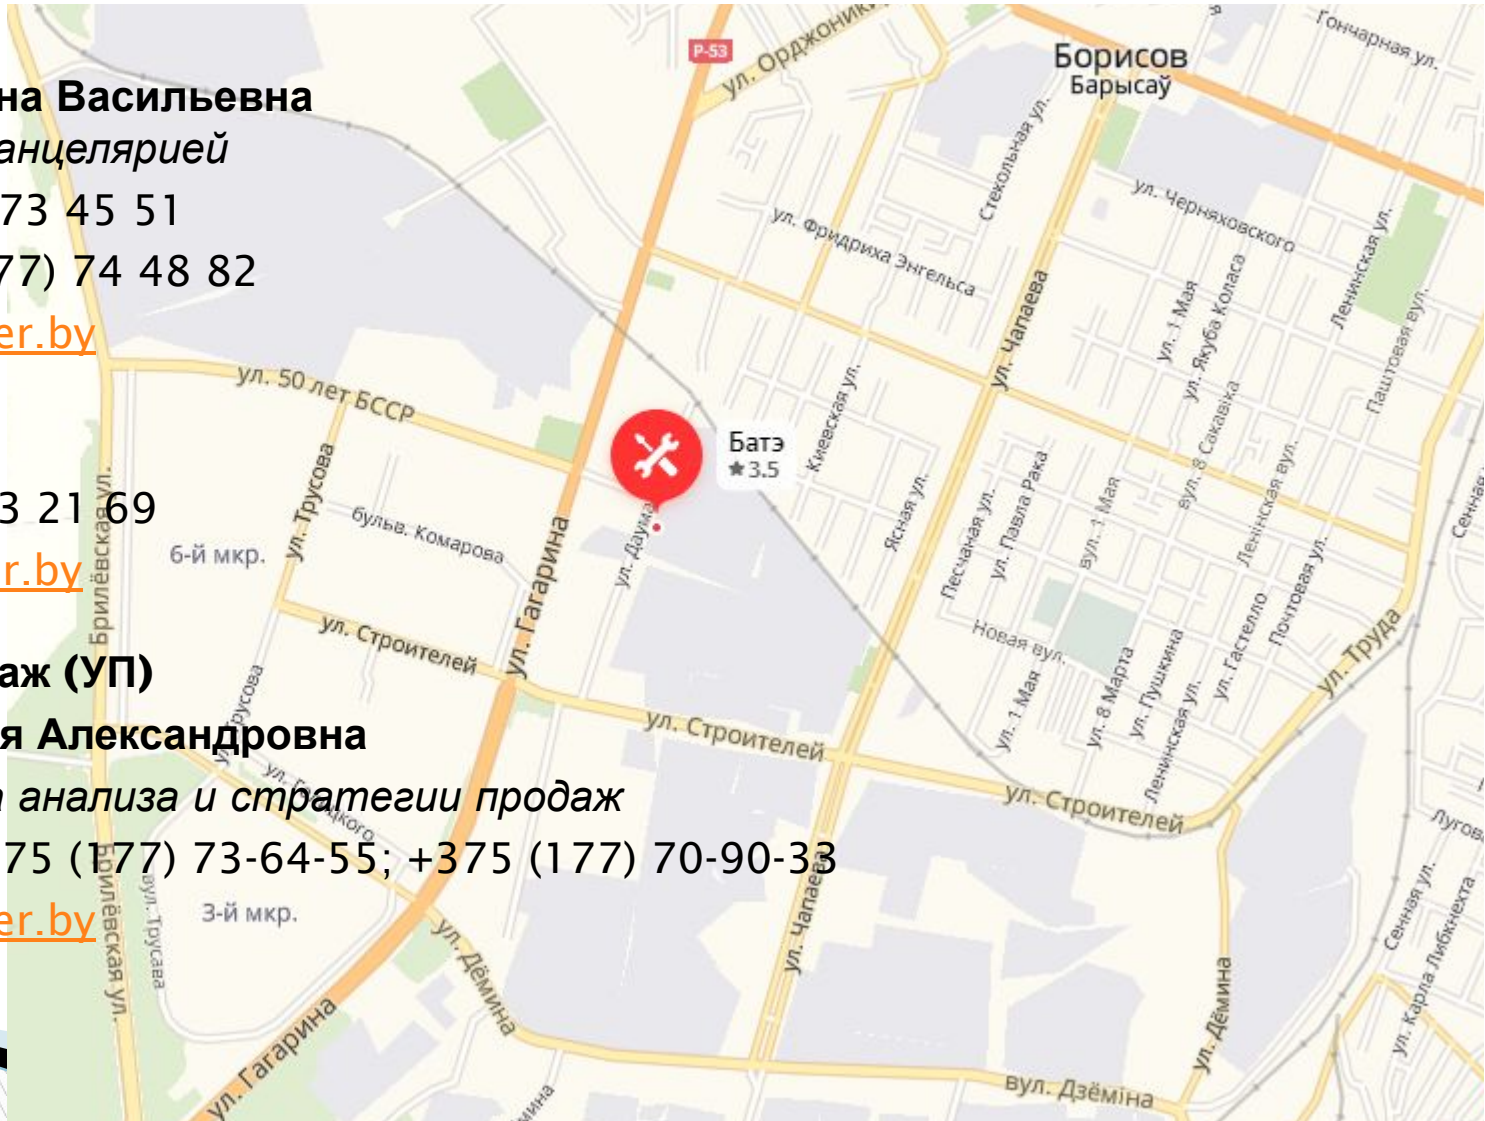 на Васильевна
анцелярией
73 45 51
77) 74 48 82
er.by
3 21 69
r.by
аж (УП)
я Александровна
а анализа и стратегии продаж
75 (177) 73-64-55; +375 (177) 70-90-33
er.by
Р-53
ул. Орджоники
Борисов
Барысаў
Гончарная ул.
Стекольная ул.
ул. Черняховского
ул. Фридриха Энгельса
Ленинская ул.
ул. Чапаева
ул. 1 Мая
ул. Якуба Коласа
Паштовая вул.
ул. 50 лет БССР
Киевская ул.
вул. 8 Сакавіка
Батэ
3.5
ул. Трусова
бульв. Комарова
6-й мкр.
Брилёвская ул.
ул. Гагарина
ул. Даума
Ясная ул.
Песчаная ул.
ул. Павла Рака
вул. 1 Мая
Ленінская вул.
Сенная
ул. Строителей
Новая вул.
ул. 1 Мая
ул. 8 Марта
ул. Пушкина
Ленинская ул.
ул. Гастелло
Почтовая ул.
ул. Труда
ул. Трусова
ул. Строителей
ул. Строителей
Лугов
Брилёвская ул.
вул. Трусава
3-й мкр.
ул. Чапаева
Сенная ул.
ул. Карла Либкнехта
ул. Дёмина
ул. Дёмина
ул. Гагарина
вул. Дзёміна